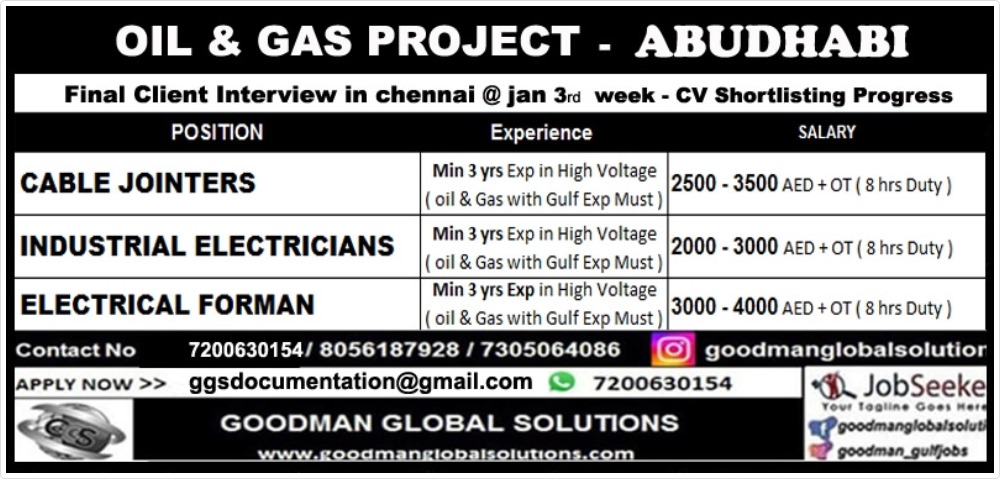 OIL & GAS PROJECT - ABUDHABI
Final Client Interview in chennai @ jan 3rd week - CV Shortlisting Progress
POSITION Experience SALARY
CABLE JOINTERS Min 3 yrs Exp in High Voltage ( oil & Gas with Gulf Exp Must ) 2500 - 3500 AED + OT ( 8 hrs Duty )
INDUSTRIAL ELECTRICIANS Min 3 yrs Exp in High Voltage ( oil & Gas with Gulf Exp Must ) 2000 - 3000 AED + OT ( 8 hrs Duty )
ELECTRICAL FORMAN Min 3 yrs Exp in High Voltage ( oil & Gas with Gulf Exp Must ) 3000 - 4000 AED + OT ( 8 hrs Duty )
Contact No 7200630154/ 8056187928 / 7305064086 goodmanglobalsolution
APPLY NOW >> ggsdocumentation@gmail.com 7200630154
JobSeeke
Your Tagline Goes Here
GGS
GOODMAN GLOBAL SOLUTIONS
www.goodmanglobalsolutions.com
goodmanglobalsoluti
goodman_gulfjobs